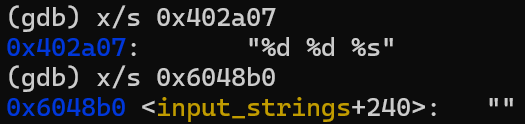 (gdb) x/s 0x402a07
0x402a07:       "%d %d %s"
(gdb) x/s 0x6048b0
0x6048b0 <input_strings+240>:   ""